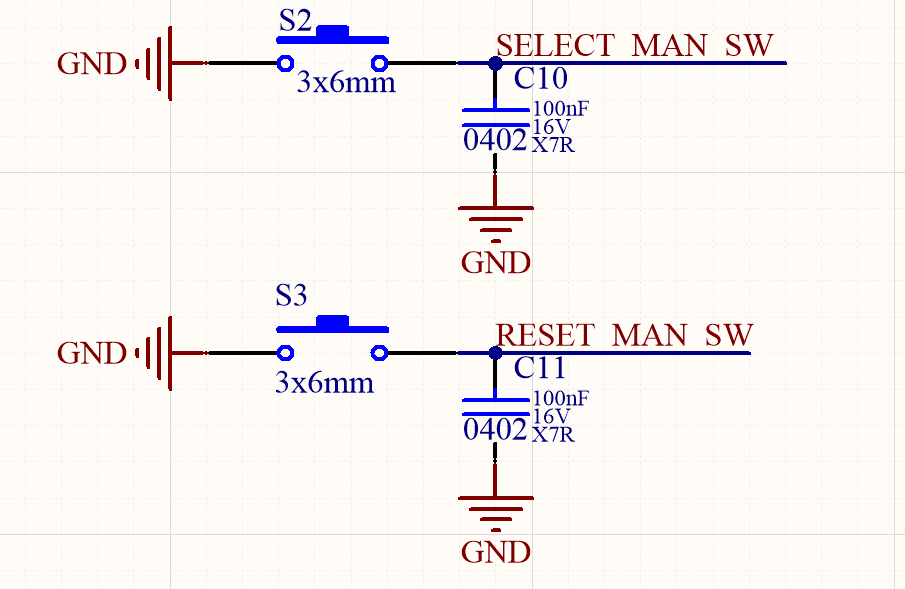 S2
GND
SELECT MAN SW
3x6mm
C10
100nF
16V
0402
X7R
GND
S3
GND
RESET MAN SW
3x6mm
C11
100nF
16V
0402
X7R
GND